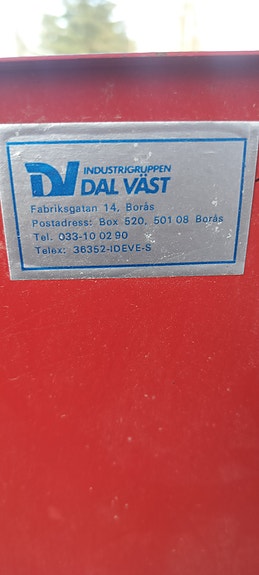 DV INDUSTRIGRUPPEN
DAL VÄST
Fabriksgatan 14, Borås
Postadress: Box 520, 501 08 Borås
Tel. 033-10 02 90
Telex: 36352-IDEVE-S